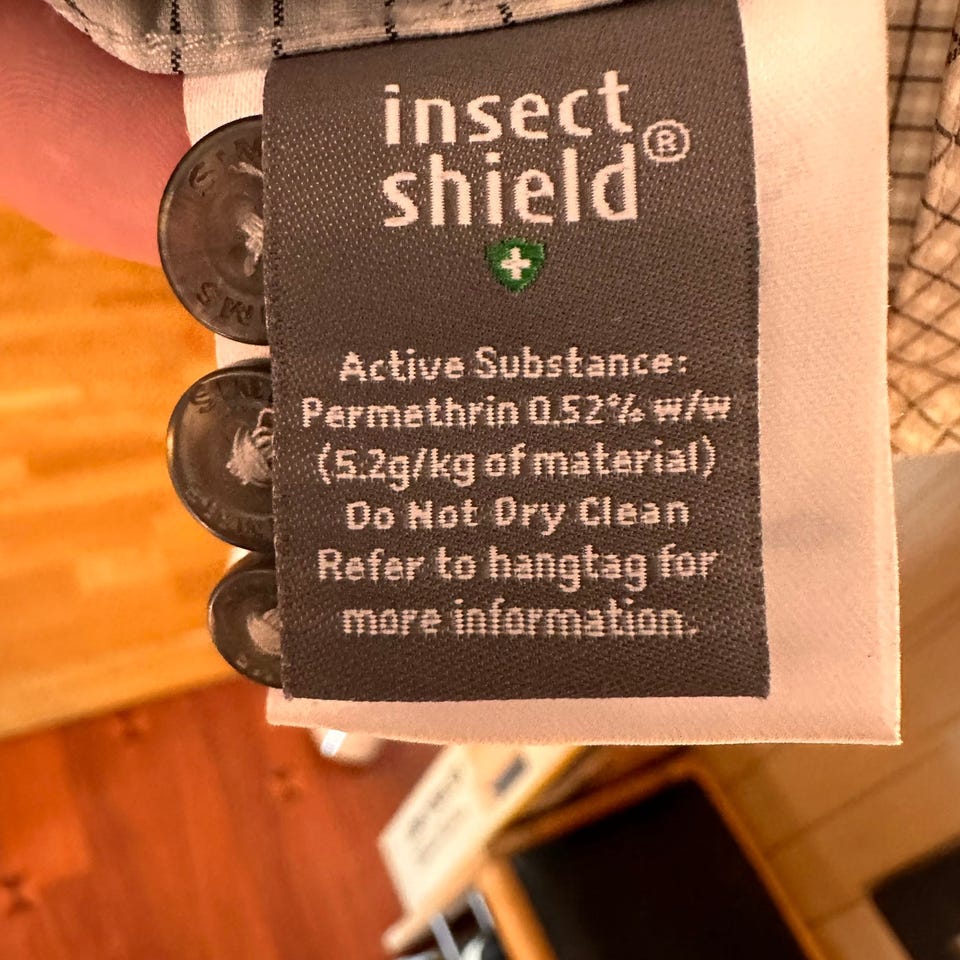 insect
shield®
Active Substance:
Permethrin 0.52% w/w
(5.2g/kg of material)
Do Not Dry Clean
Refer to hangtag for
more information.